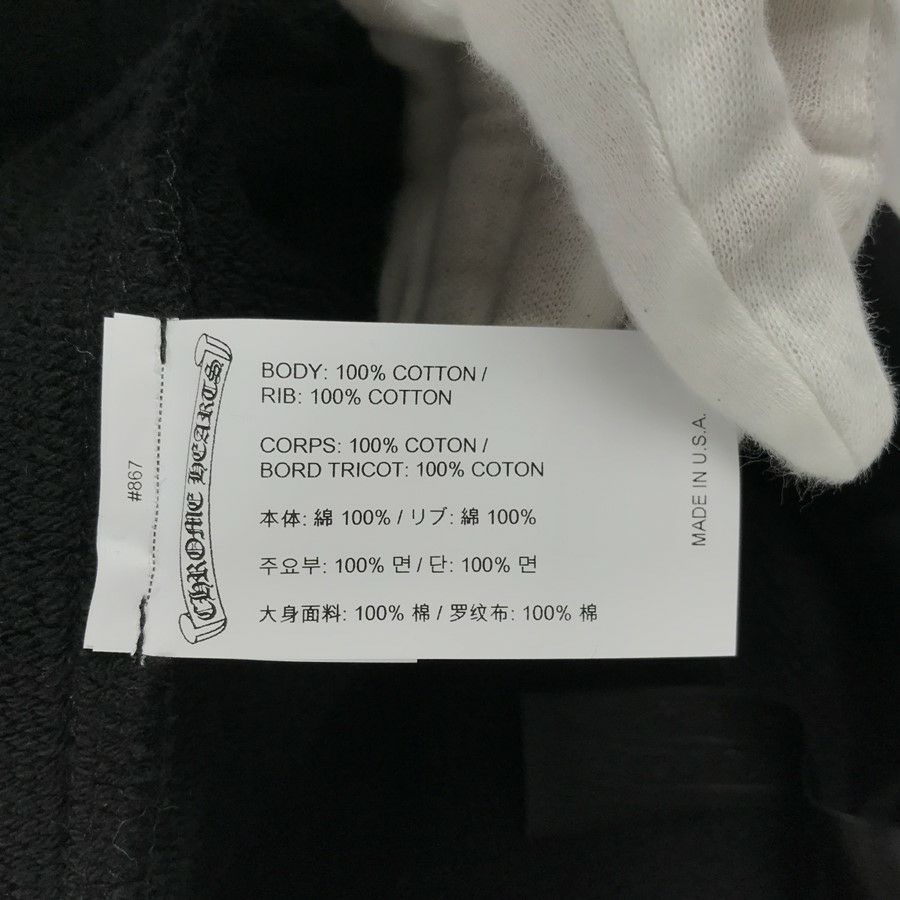 #867
CHROME HEARTS
BODY: 100% COTTON /
RIB: 100% COTTON
CORPS: 100% COTON /
BORD TRICOT: 100% COTON
本体: 綿 100% / リブ: 綿 100%
주요부: 100% 면 / 단: 100% 면
大身面料: 100% 棉 / 罗纹布: 100% 棉
MADE IN U.S.A.